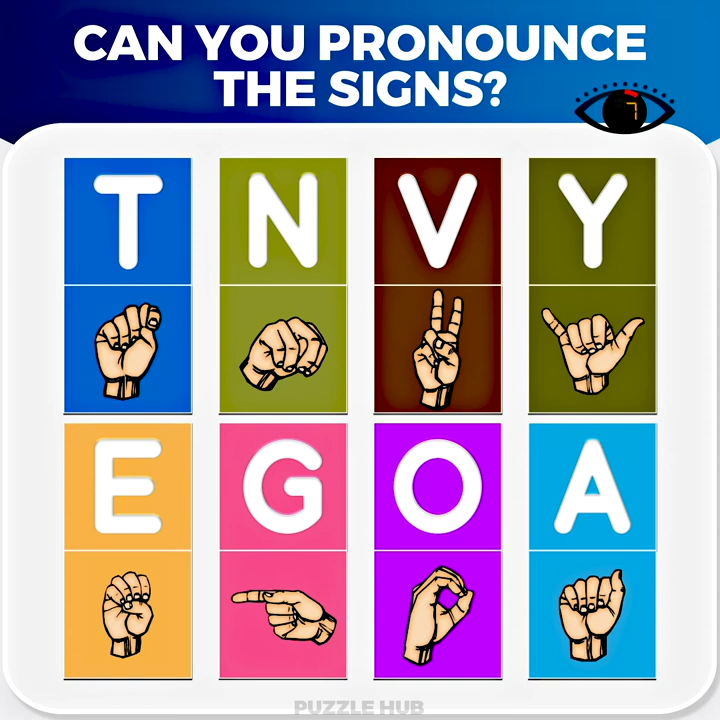 CAN YOU PRONOUNCE
THE SIGNS?
T N V Y
E G O A
PUZZLE HUB